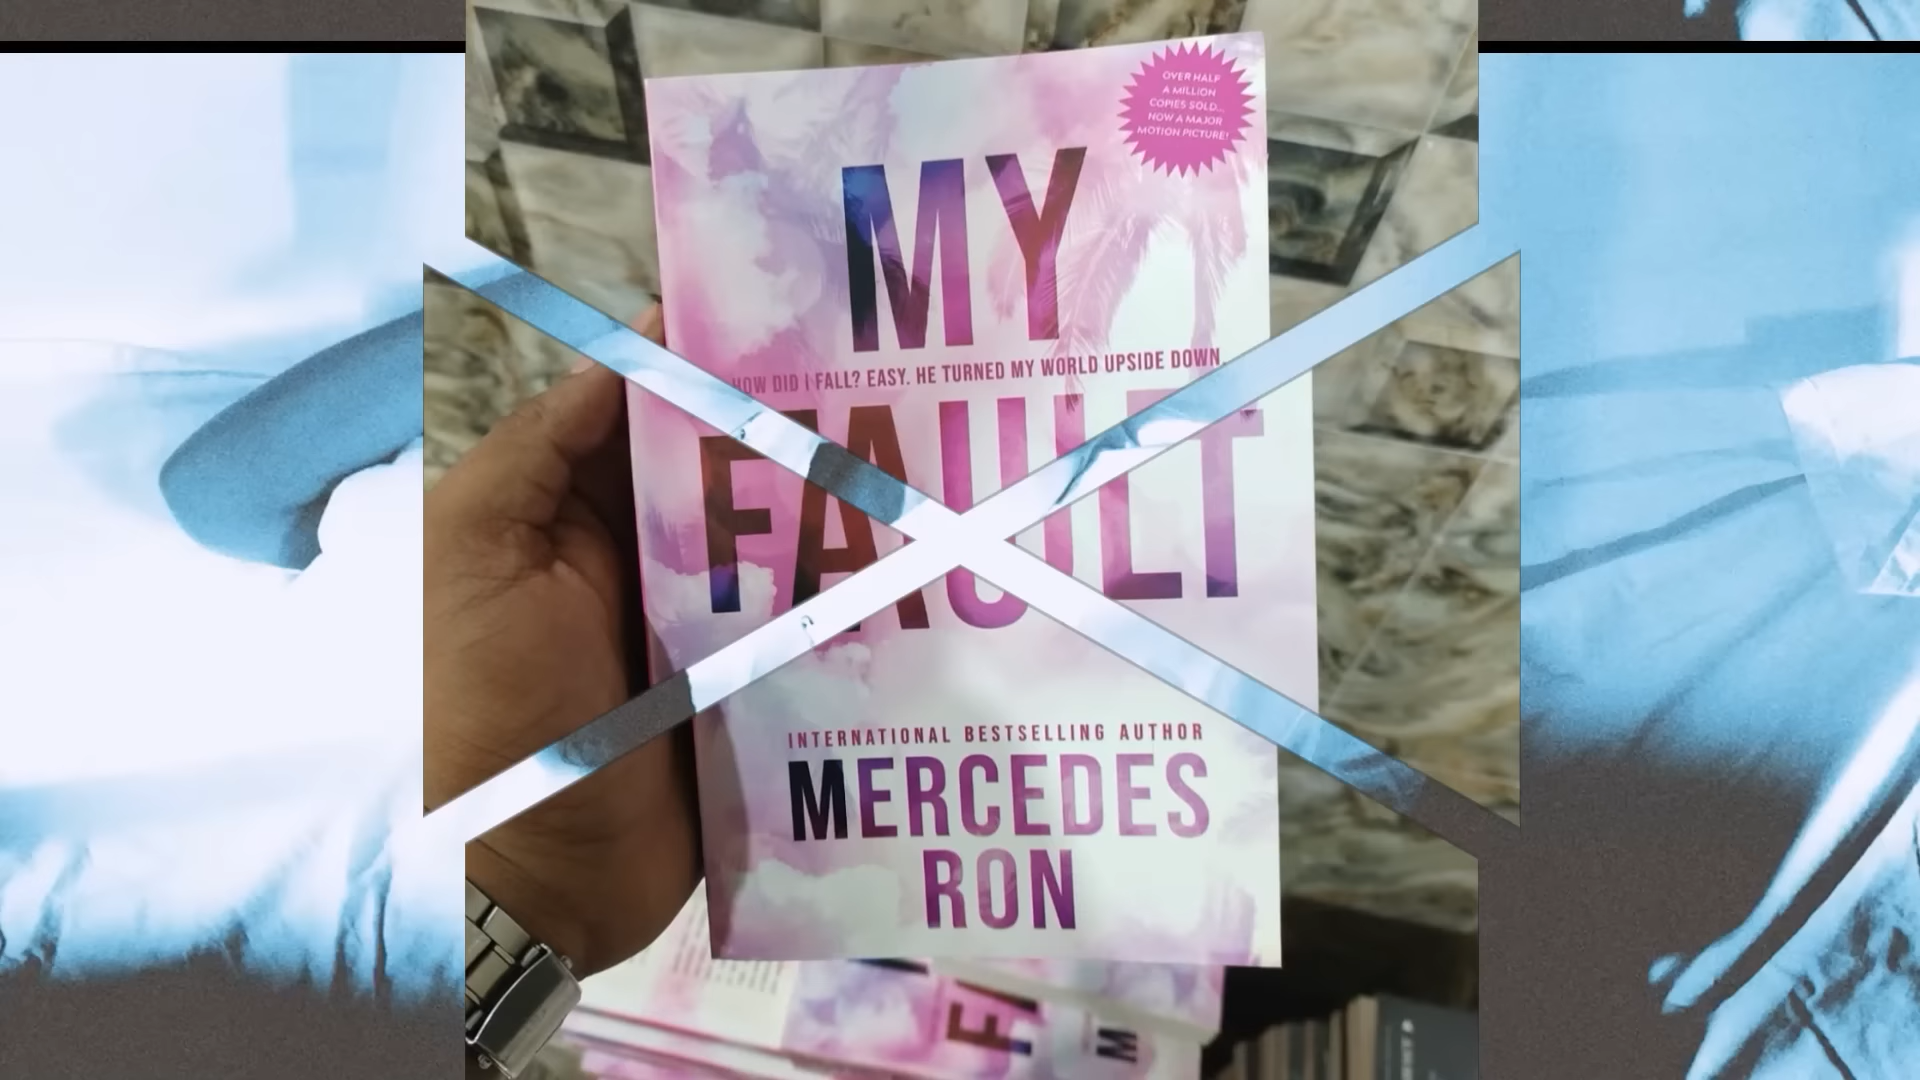 OVER HALF
A MILLION
COPIES SOLD...
NOW A MAJOR
MOTION PICTURE!
MY
HOW DID I FALL? EASY. HE TURNED MY WORLD UPSIDE DOWN.
FAULT
INTERNATIONAL BESTSELLING AUTHOR
MERCEDES
RON